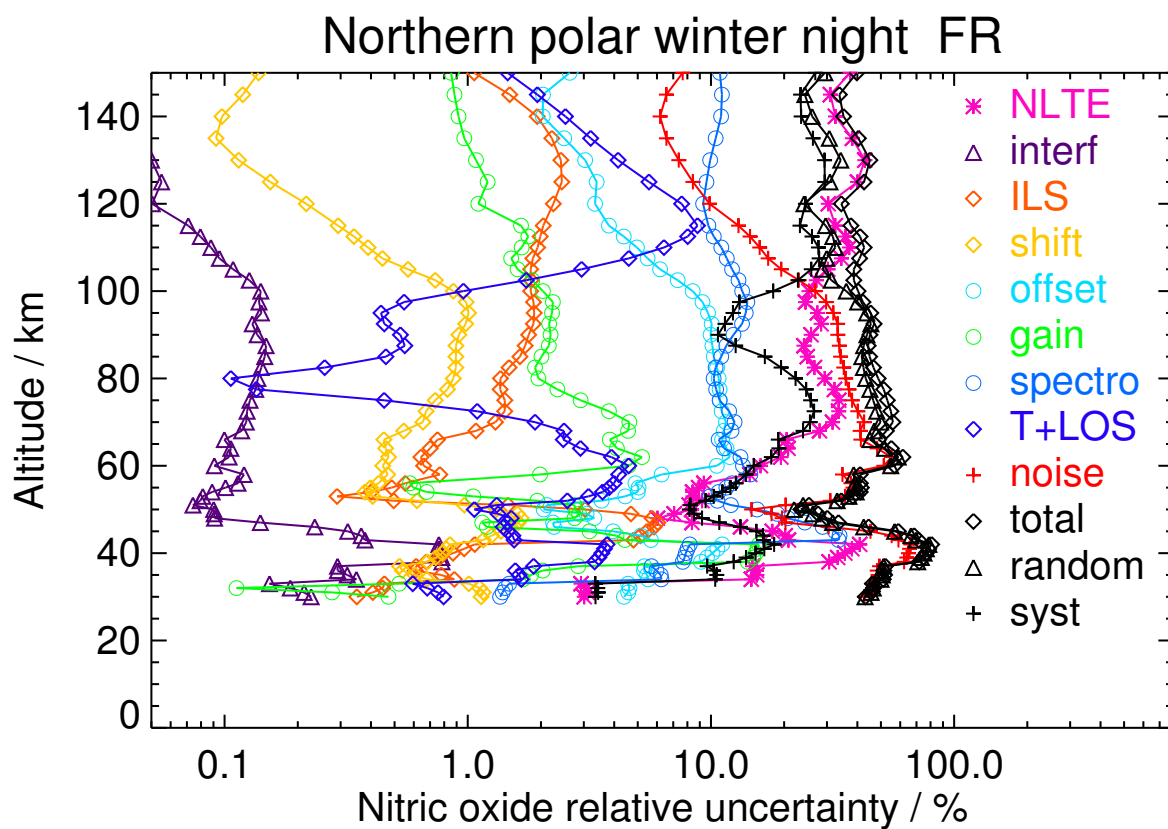 Northern polar winter night FR
Altitude / km
140
120
100
80
60
40
20
0
NLTE
interf
ILS
shift
offset
gain
spectro
T+LOS
noise
total
random
syst
0.1 1.0 10.0 100.0
Nitric oxide relative uncertainty / %